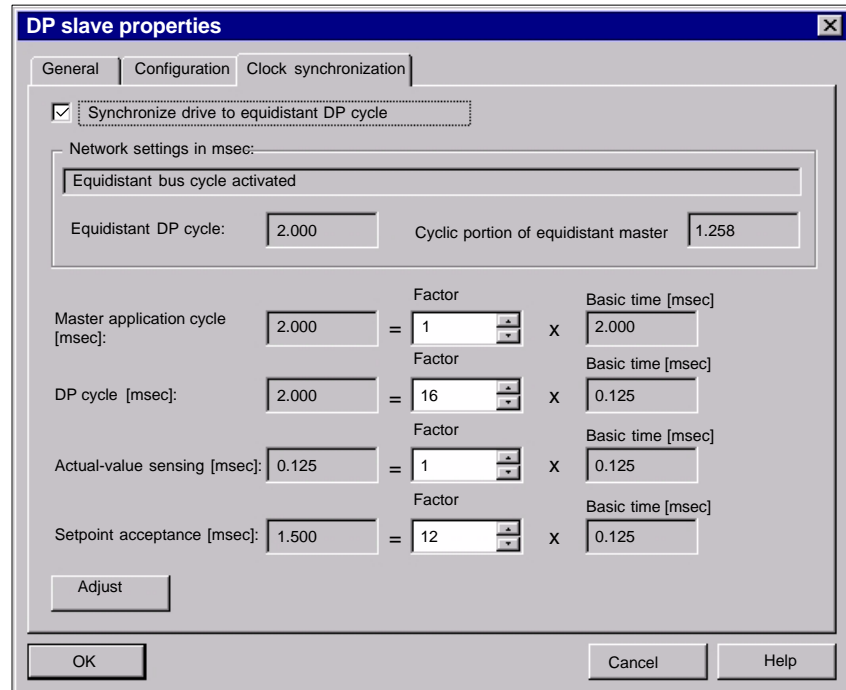 DP slave properties
General Configuration Clock synchronization
Synchronize drive to equidistant DP cycle
Network settings in msec:
Equidistant bus cycle activated
Equidistant DP cycle: 2.000 Cyclic portion of equidistant master 1.258
Factor Basic time [msec]
Master application cycle
[msec]: 2.000 = 1 x 2.000
Factor Basic time [msec]
DP cycle [msec]: 2.000 = 16 x 0.125
Factor Basic time [msec]
Actual-value sensing [msec]: 0.125 = 1 x 0.125
Factor Basic time [msec]
Setpoint acceptance [msec]: 1.500 = 12 x 0.125
Adjust
OK Cancel Help